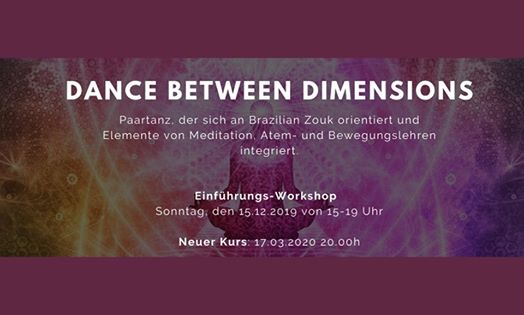 DANCE BETWEEN DIMENSIONS
Paartanz, der sich an Brazilian Zouk orientiert und
Elemente von Meditation, Atem- und Bewegungslehren
integriert.
Einführungs-Workshop
Sonntag, den 15.12.2019 von 15-19 Uhr
Neuer Kurs: 17.03.2020 20.00h